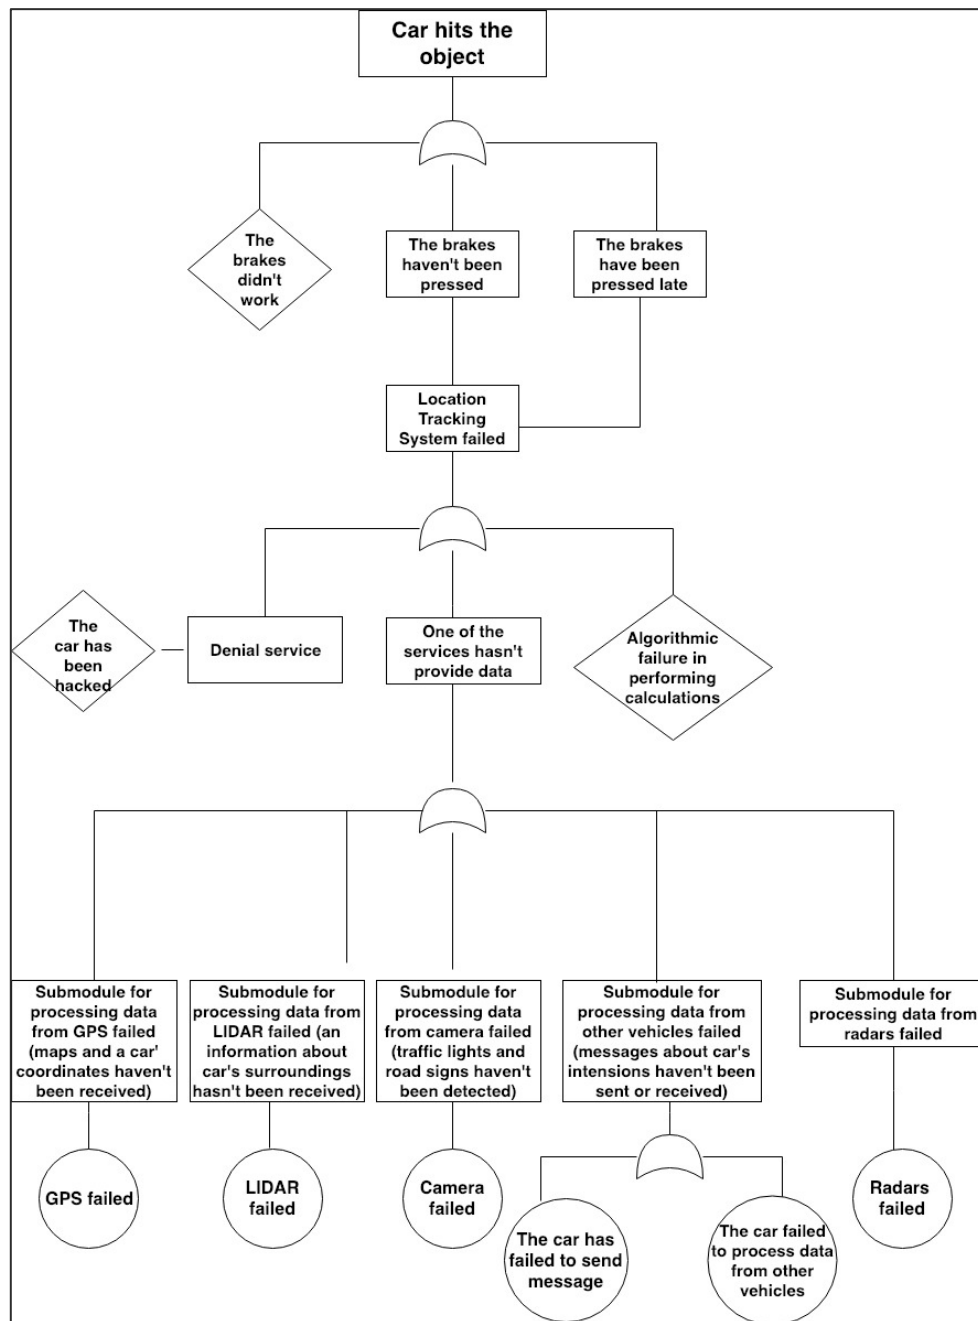 Car hits the
object
The
brakes
didn't
work
The brakes
haven't been
pressed
The brakes
have been
pressed late
Location
Tracking
System failed
The
car has
been
hacked
Denial service
One of the
services hasn't
provide data
Algorithmic
failure in
performing
calculations
Submodule for
processing data
from GPS failed
(maps and a car'
coordinates haven't
been received)
Submodule for
processing data from
LIDAR failed (an
information about
car's surroundings
hasn't been received)
Submodule for
processing data
from camera failed
(traffic lights and
road signs haven't
been detected)
Submodule for
processing data from
other vehicles failed
(messages about car's
intensions haven't been
sent or received)
Submodule for
processing data from
radars failed
GPS failed
LIDAR
failed
Camera
failed
The car has
failed to send
message
The car failed
to process data
from other
vehicles
Radars
failed